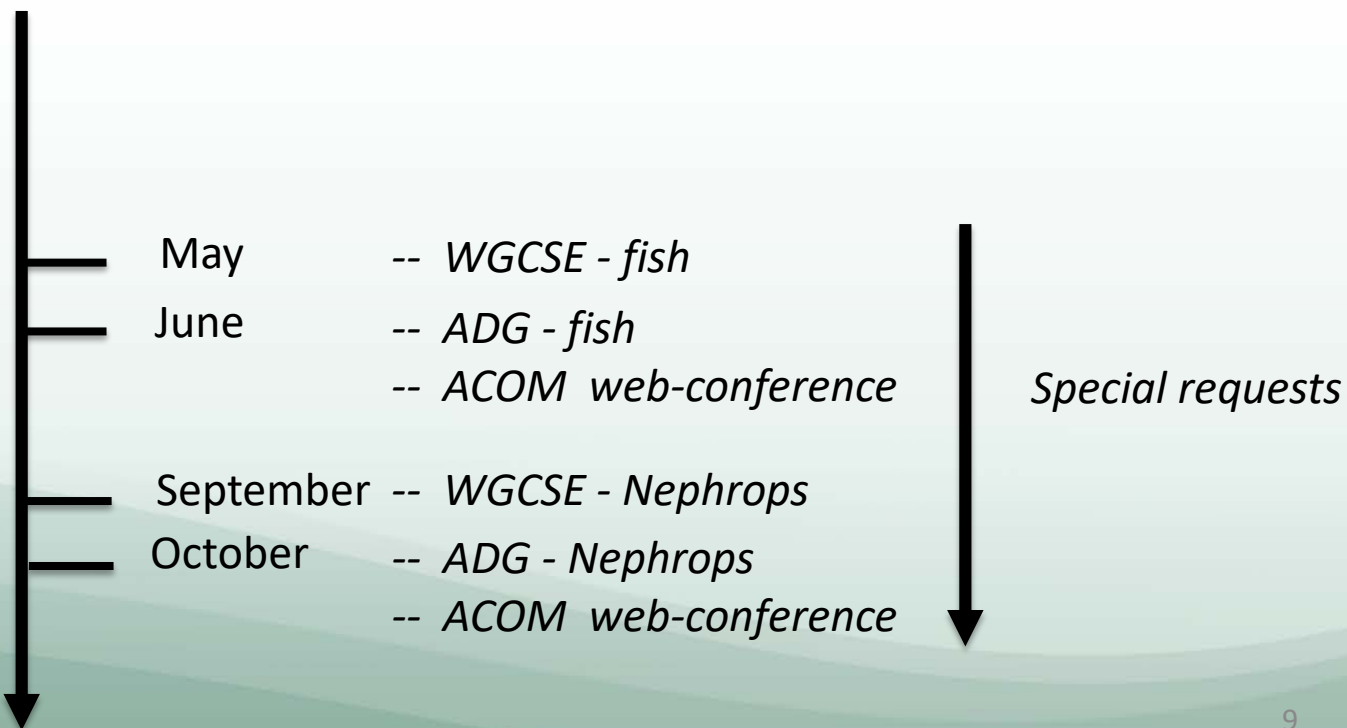 May -- WGCSE - fish
June -- ADG - fish
-- ACOM web-conference
Special requests
September -- WGCSE - Nephrops
October -- ADG - Nephrops
-- ACOM web-conference
9